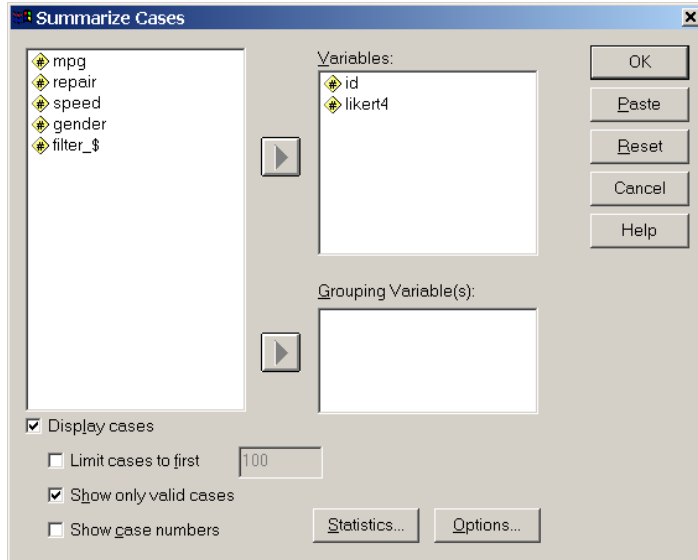 Summarize Cases
mpg
repair
speed
gender
filter_$
Variables:
id
likert4
Grouping Variable(s):
OK
Paste
Reset
Cancel
Help
Display cases
Limit cases to first 100
Show only valid cases
Show case numbers
Statistics...
Options...